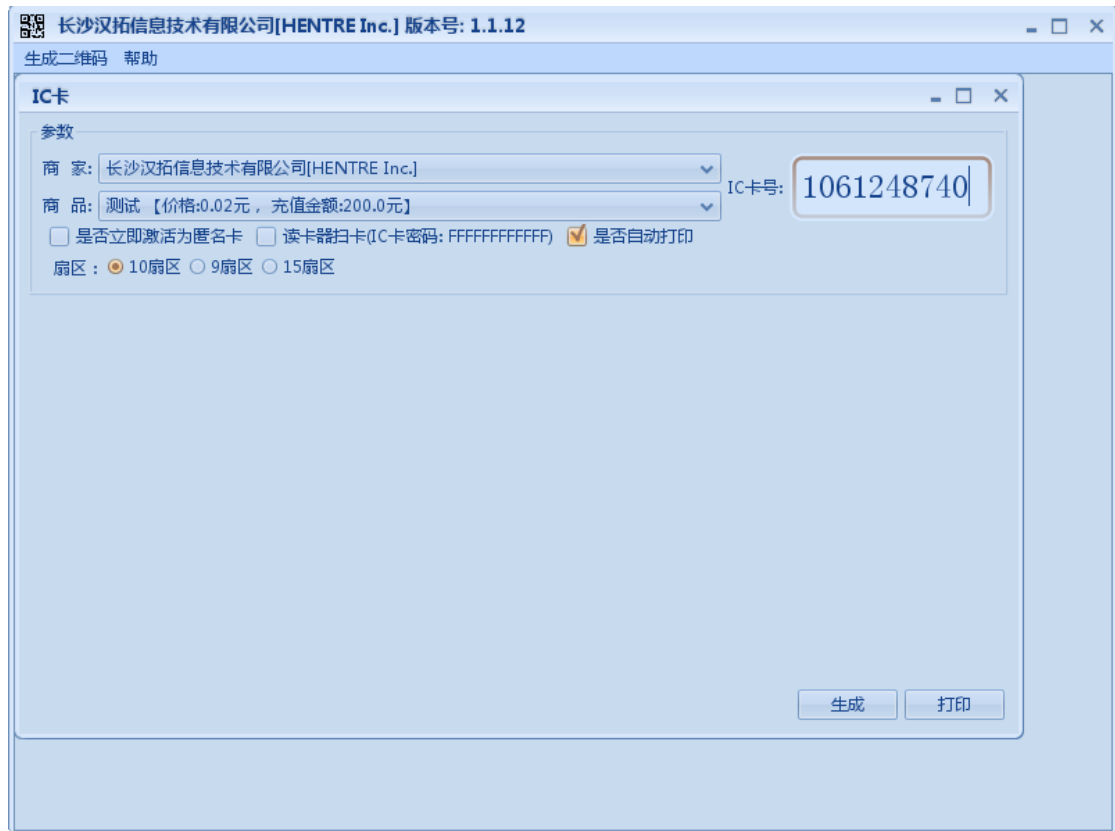 长沙汉拓信息技术有限公司[HENTRE Inc.] 版本号: 1.1.12
生成二维码 帮助
IC卡
参数
商 家: 长沙汉拓信息技术有限公司[HENTRE Inc.]
IC卡号: 1061248740
商 品: 测试 【价格:0.02元 ，充值金额:200.0元】
是否立即激活为匿名卡 读卡器扫卡(IC卡密码: FFFFFFFFFFFF) 是否自动打印
扇区 : 10扇区 9扇区 15扇区
生成 打印